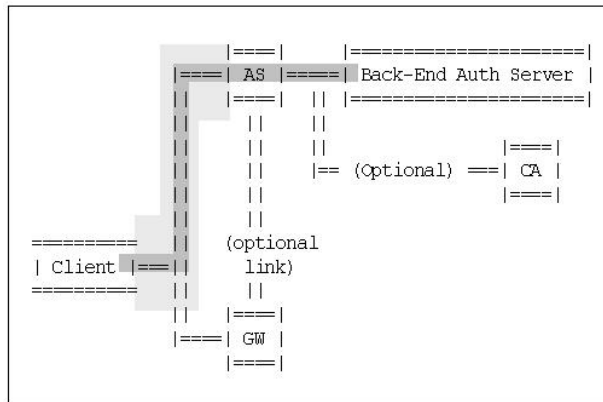 |====|         |=======================|
|====| AS |=====| Back-End Auth Server |
||   |====|   ||   |=======================|
||     ||     ||
||     ||     ||                |====|
||     ||     |== (Optional) ===| CA |
||     ||                       |====|
||     ||
==========  ||  (optional
| Client |===||    link)
==========  ||     ||
||   |====|
|====| GW |
|====|